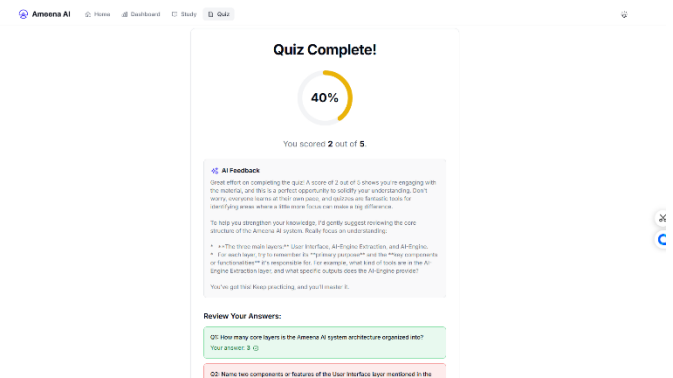 Ameena AI Home Dashboard Study Quiz
Quiz Complete!
40%
You scored 2 out of 5.
AI Feedback
Great effort on completing the quiz! A score of 2 out of 5 shows you're engaging with
the material, and this is a perfect opportunity to solidify your understanding. Don't
worry, everyone learns at their own pace, and quizzes are fantastic tools for
identifying areas where a little more focus can make a big difference.
To help you strengthen your knowledge, I'd gently suggest reviewing the core
structure of the Ameena AI system. Really focus on understanding:
* **The three main layers:** User Interface, AI-Engine Extraction, and AI-Engine.
* For each layer, try to remember its **primary purpose** and the **key components
or functionalities** it's responsible for. For example, what kind of tools are in the AI-
Engine Extraction layer, and what specific outputs does the AI-Engine provide?
You've got this! Keep practicing, and you'll master it.
Review Your Answers:
Q1: How many core layers is the Ameena AI system architecture organized into?
Your answer: 3
Q2: Name two components or features of the User Interface layer mentioned in the